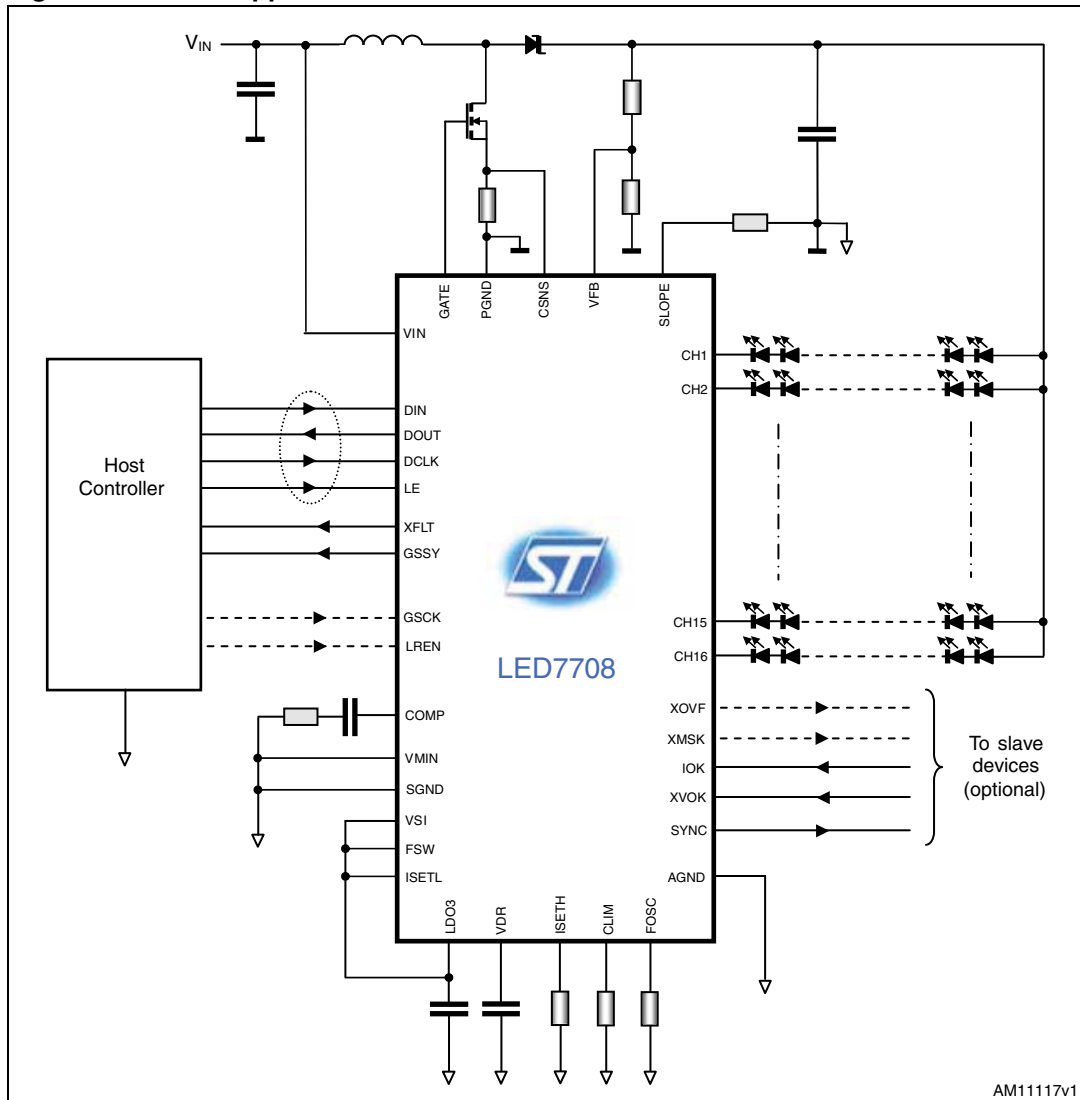 VIN
GATE
PGND
CSNS
VFB
SLOPE
VIN
CH1
CH2
DIN
DOUT
DCLK
LE
XFLT
GSSY
GSCK
LREN
Host
Controller
ST
LED7708
CH15
CH16
COMP
VMIN
SGND
VSI
FSW
ISETL
XOVF
XMSK
IOK
XVOK
SYNC
AGND
To slave
devices
(optional)
LDO3
VDR
ISETH
CLIM
FOSC
AM11117v1